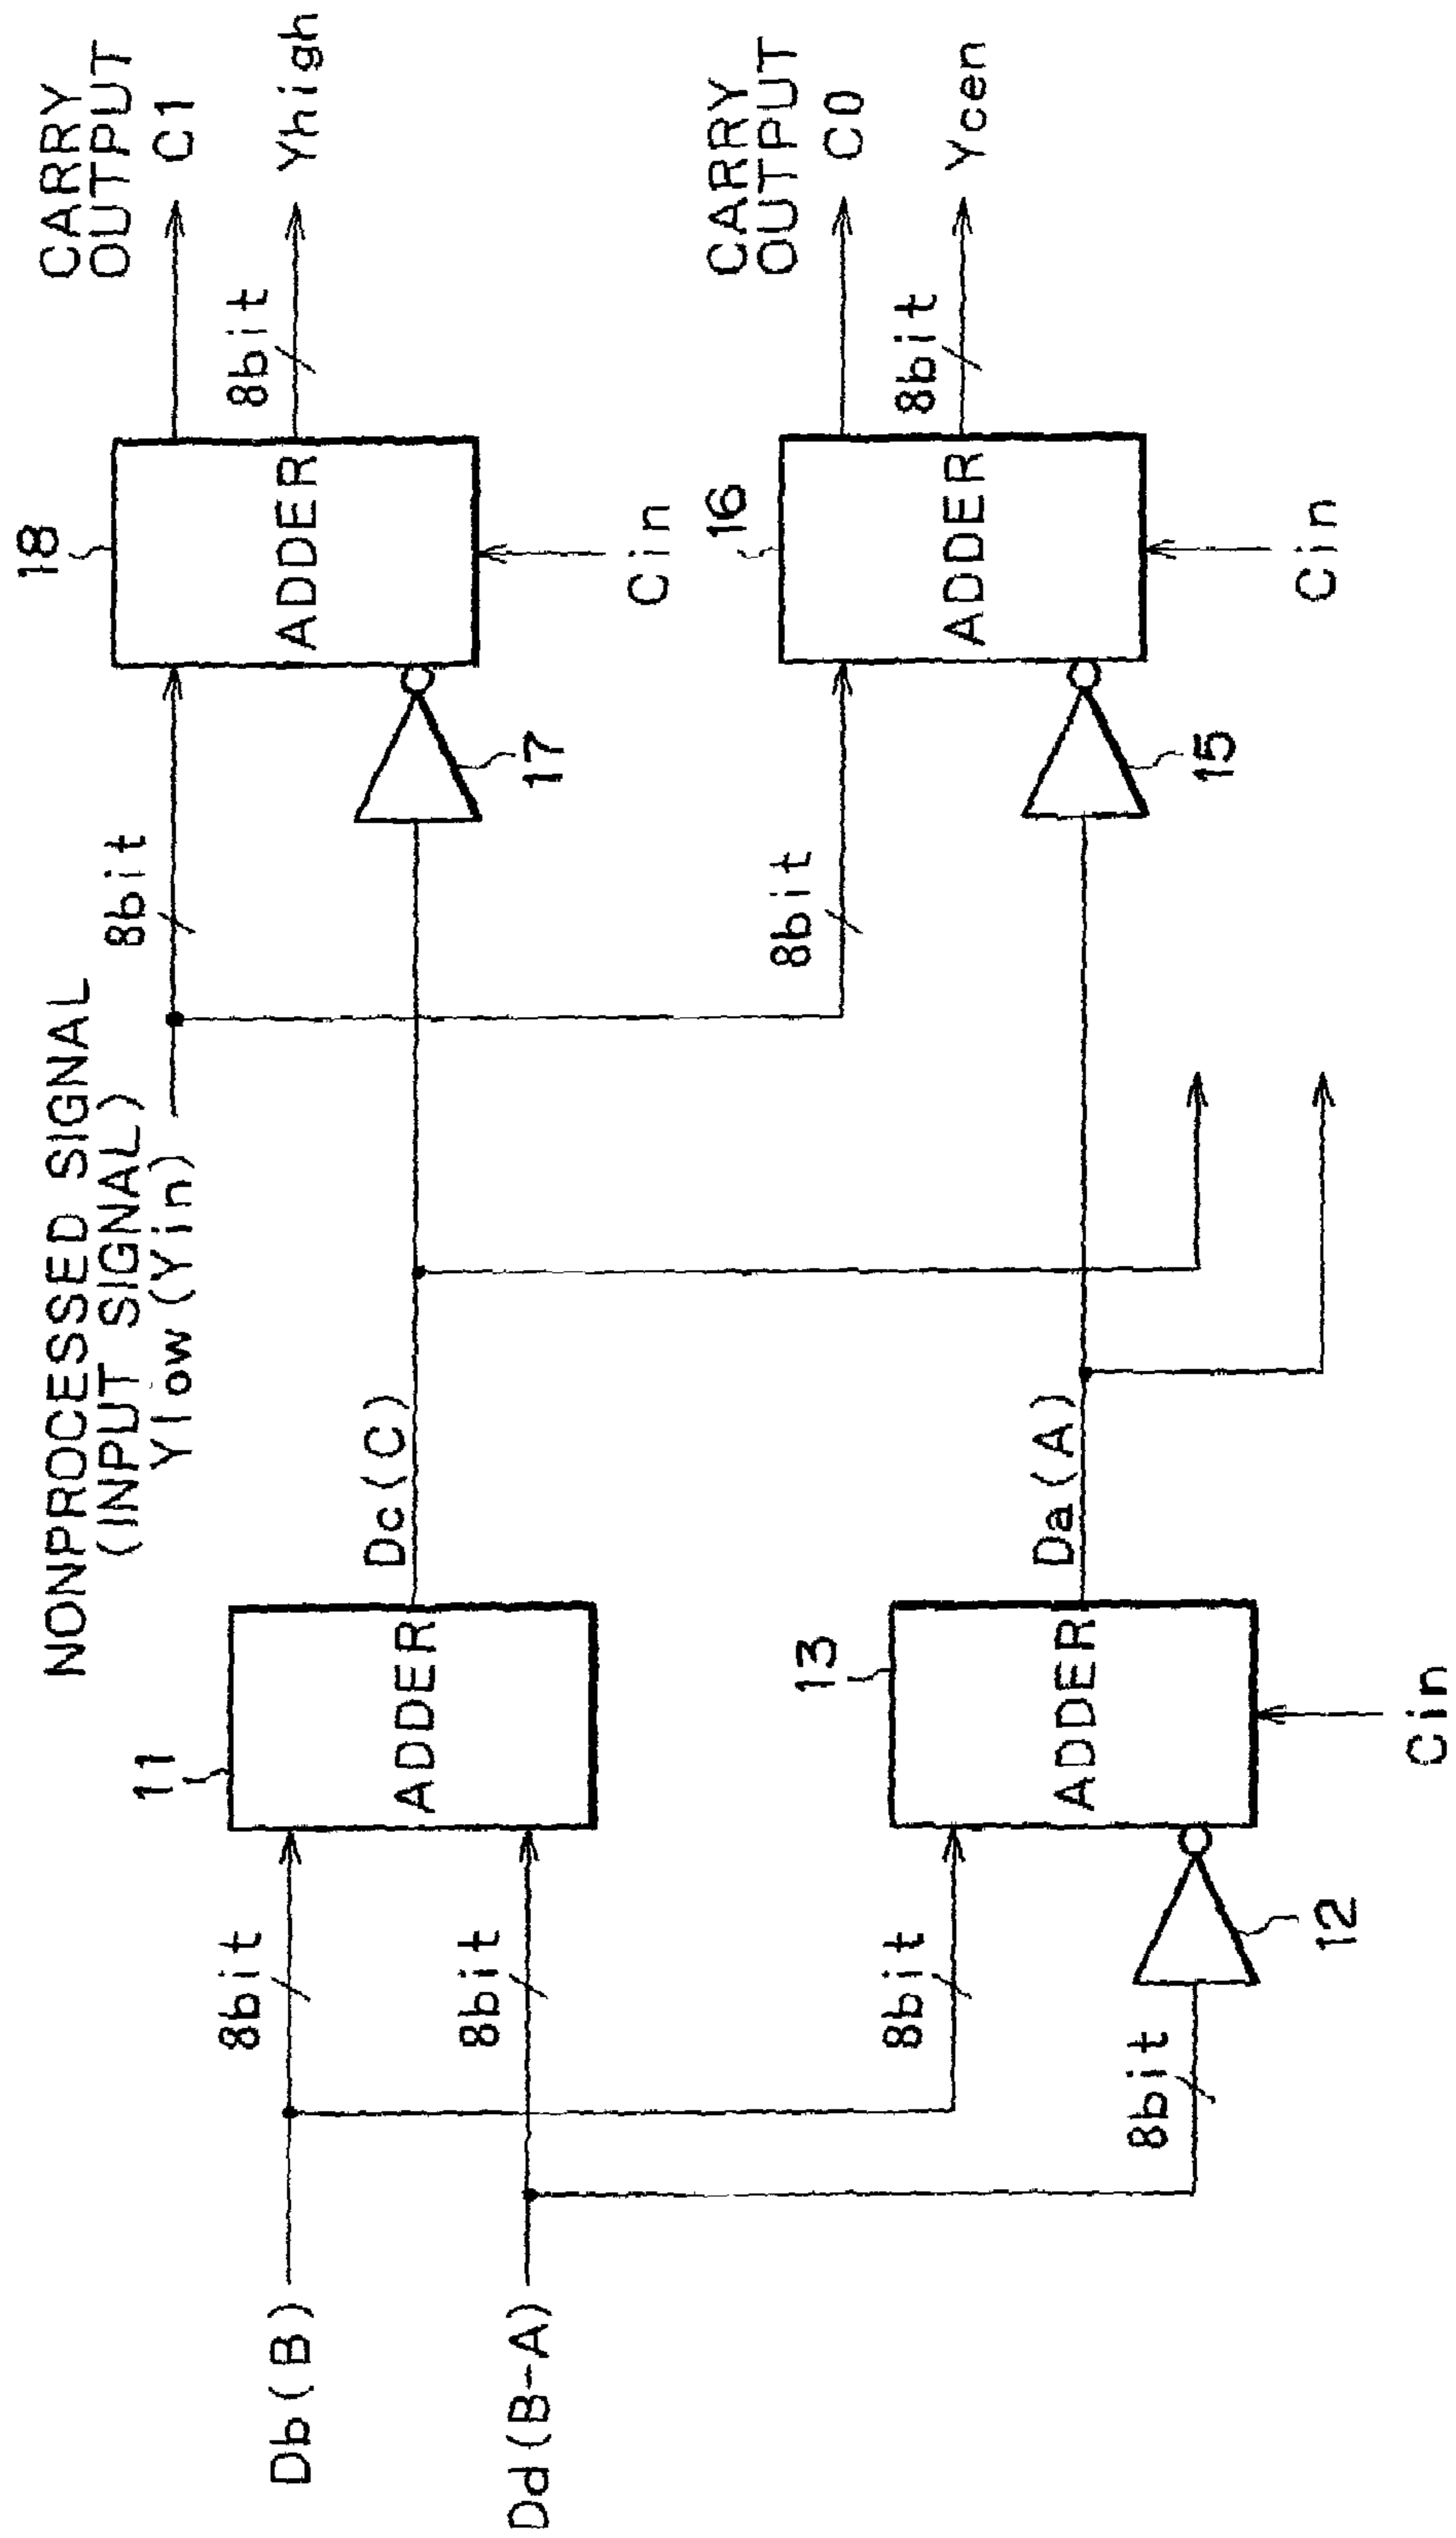 Db(B)
Dd(B-A)
8bit
8bit
8bit
8bit
11
ADDER
12
13
ADDER
Cin
Dc(C)
Da(A)
NONPROCESSED SIGNAL
(INPUT SIGNAL)
Ylow(Yin)
8bit
8bit
17
15
18
ADDER
Cin
16
ADDER
Cin
8bit
CARRY
OUTPUT
C1
Yhigh
8bit
CARRY
OUTPUT
C0
Ycen